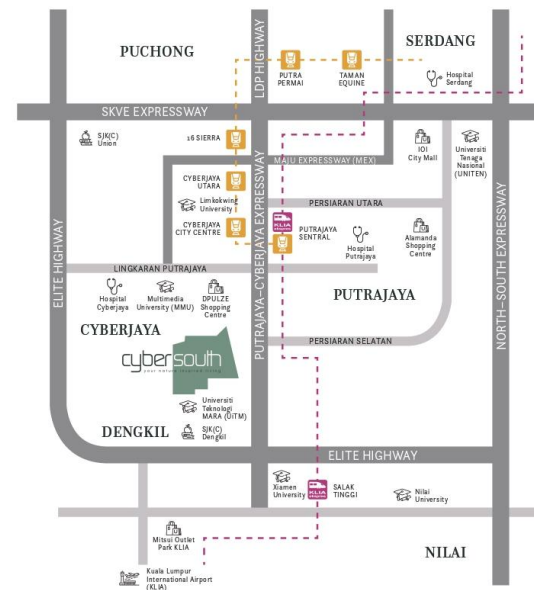 PUCHONG
SERDANG
LDP HIGHWAY
PUTRA
PERMAI
TAMAN
EQUINE
Hospital
Serdang
SKVE EXPRESSWAY
SJK(C)
Union
16 SIERRA
IOI
City Mall
Universiti
Tenaga
Nasional
(UNITEN)
MAJU EXPRESSWAY (MEX)
CYBERJAYA
UTARA
Limkokwing
University
PERSIARAN UTARA
CYBERJAYA
CITY CENTRE
KLIA
PUTRAJAYA
SENTRAL
Hospital
Putrajaya
Alamanda
Shopping
Centre
ELITE HIGHWAY
PUTRAJAYA–CYBERJAYA EXPRESSWAY
NORTH–SOUTH EXPRESSWAY
LINGKARAN PUTRAJAYA
Hospital
Cyberjaya
Multimedia
University (MMU)
DPULZE
Shopping
Centre
PUTRAJAYA
CYBERJAYA
cybersouth
PERSIARAN SELATAN
Universiti
Teknologi
MARA (UiTM)
DENGKIL
SJK(C)
Dengkil
ELITE HIGHWAY
Xiamen
University
KLIA
SALAK
TINGGI
Nilai
University
Mitsui Outlet
Park KLIA
NILAI
Kuala Lumpur
International Airport
(KLIA)